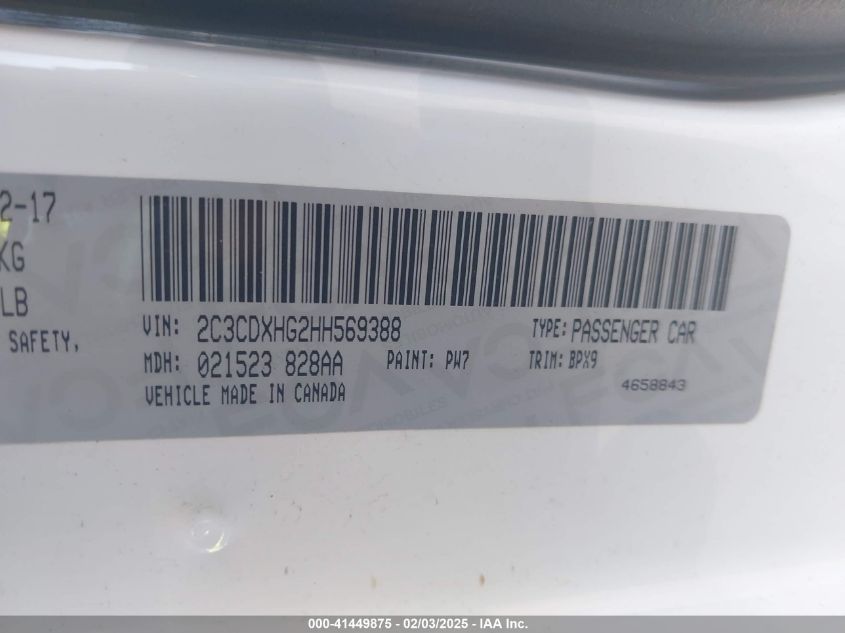 2-17
KG
LB
SAFETY,
VIN: 2C3CDXHG2HH569388 TYPE: PASSENGER CAR
MDH: 021523 828AA PAINT: PW7 TRIM: BPX9
VEHICLE MADE IN CANADA 4658843
000-41449875 - 02/03/2025 - IAA Inc.